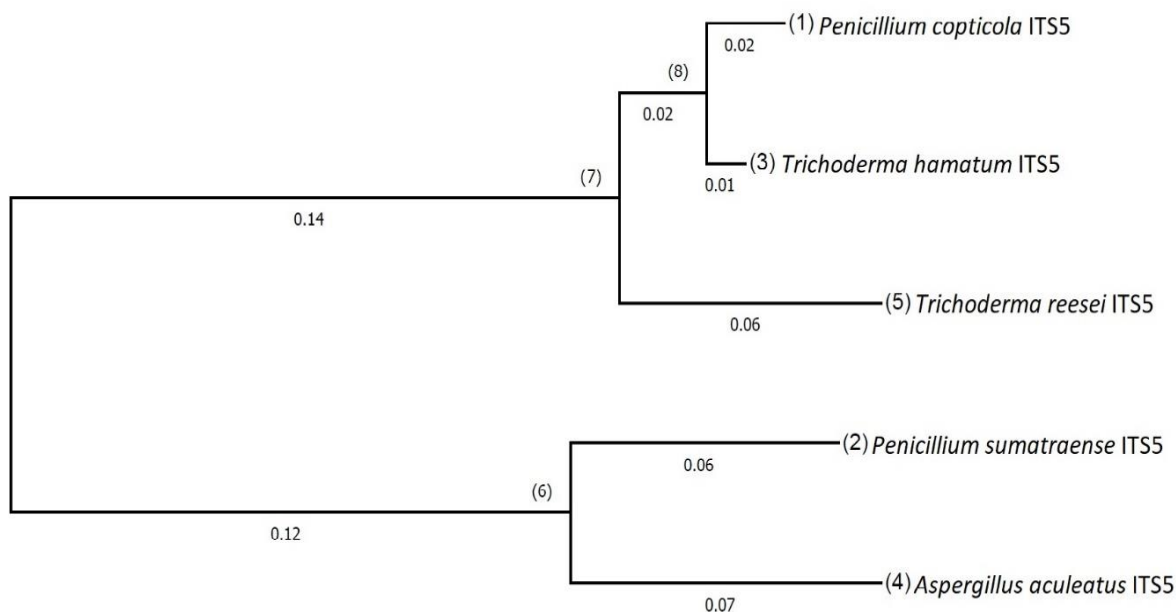 (1) Penicillium copticola ITS5
0.02
(8)
0.02
(3) Trichoderma hamatum ITS5
0.01
(7)
0.14
(5) Trichoderma reesei ITS5
0.06
(2) Penicillium sumatraense ITS5
0.06
(6)
0.12
(4) Aspergillus aculeatus ITS5
0.07